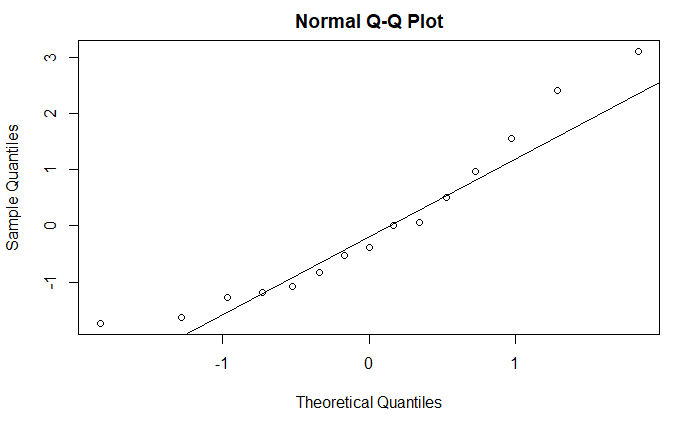 Normal Q-Q Plot
3
2
1
0
-1
Sample Quantiles
-1 0 1
Theoretical Quantiles